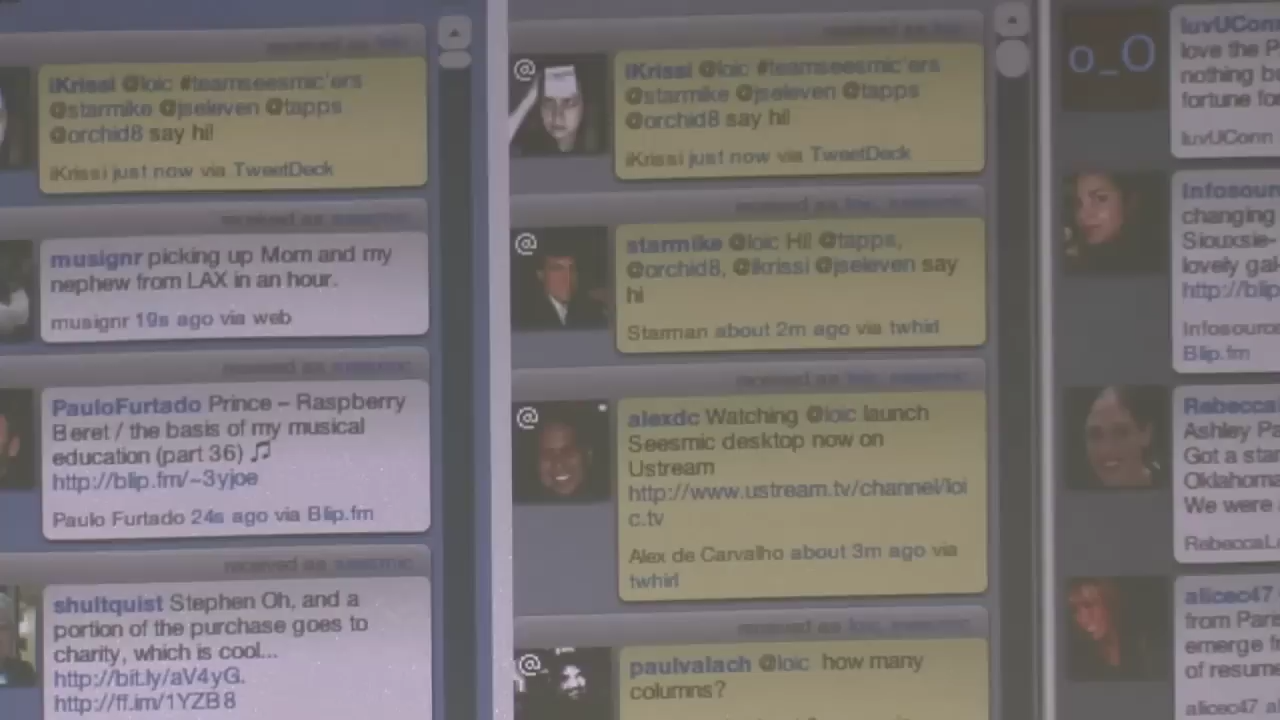 iKrissi @loic #teamseesmic'ers
@starmike @jseleven @tapps
@orchid8 say hi!
iKrissi just now via TweetDeck
musignr picking up Mom and my
nephew from LAX in an hour.
musignr 19s ago via web
PauloFurtado Prince – Raspberry
Beret / the basis of my musical
education (part 36) 🎵
http://blip.fm/~3yjoe
Paulo Furtado 24s ago via Blip.fm
shultquist Stephen Oh, and a
portion of the purchase goes to
charity, which is cool...
http://bit.ly/aV4yG.
http://ff.im/1YZB8
@
iKrissi @loic #teamseesmic'ers
@starmike @jseleven @tapps
@orchid8 say hi!
iKrissi just now via TweetDeck
@
starmike @loic Hi! @tapps,
@orchid8, @ikrissi @jseleven say
hi
Starman about 2m ago via twhirl
@
alexdc Watching @loic launch
Seesmic desktop now on
Ustream
http://www.ustream.tv/channel/loi
c.tv
Alex de Carvalho about 3m ago via
twhirl
@
paulvalach @loic how many
columns?
o_O
luvUConn
love the P
nothing b
fortune fo
luvUConn
Infosour
changing
Siouxsie-
lovely gal
http://blip
Infosour
Blip.fm
Rebecca
Ashley Pa
Got a star
Oklahoma
We were
RebeccaL
aliceo47
from Paris
emerge
of resum
aliceo47